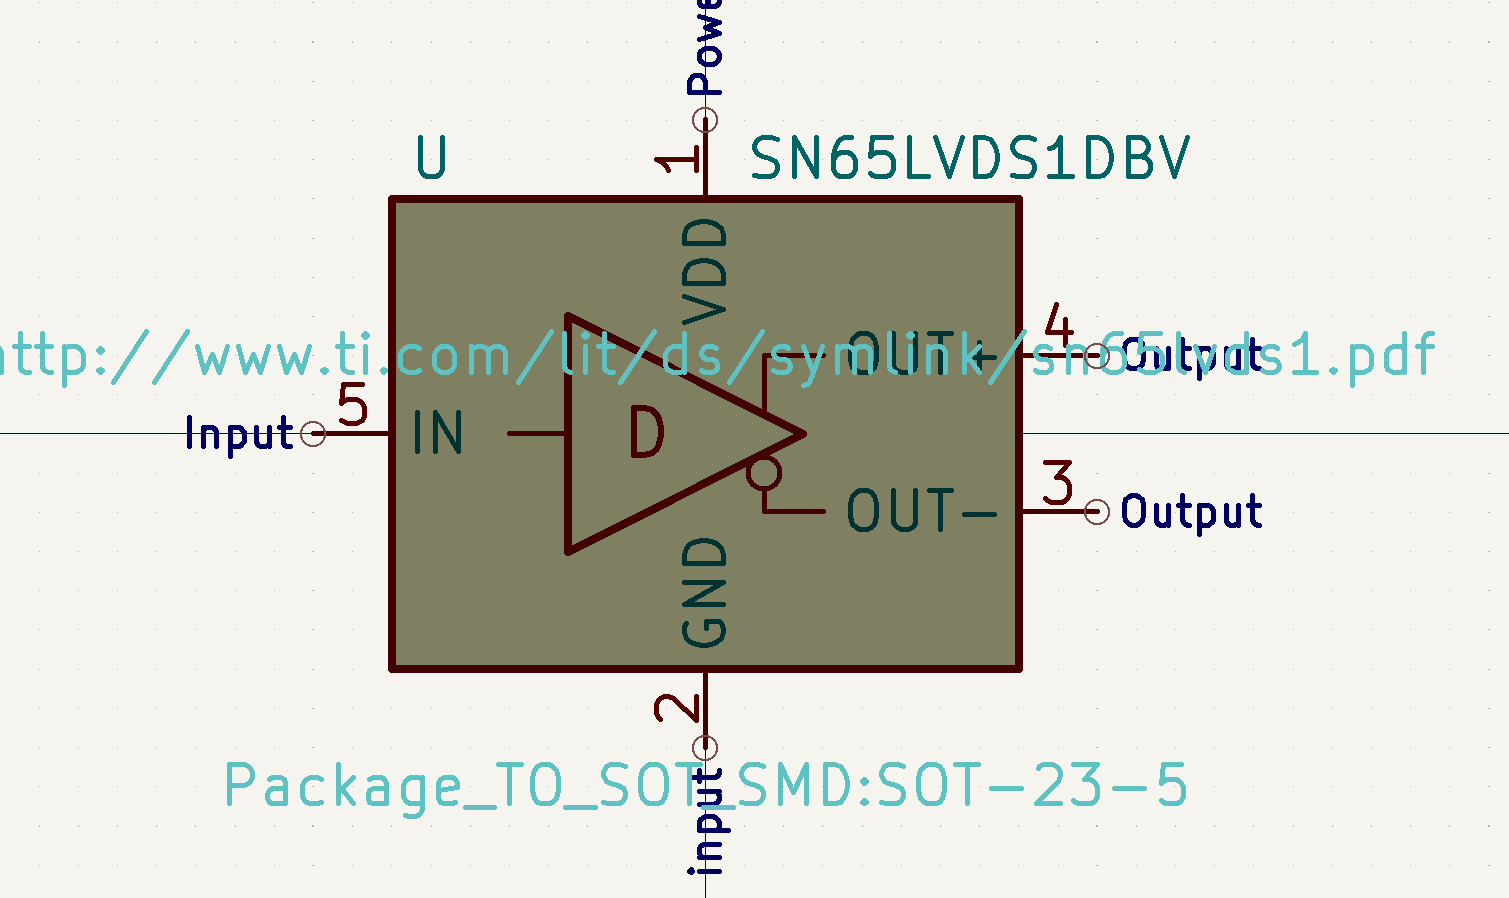 Powe
1
U
SN65LVDS1DBV
VDD
4
OUT+
Output
http://www.ti.com/lit/ds/symlink/sn65lvds1.pdf
5
Input
IN
D
3
OUT-
Output
GND
2
Package_TO_SOT_SMD:SOT-23-5
input